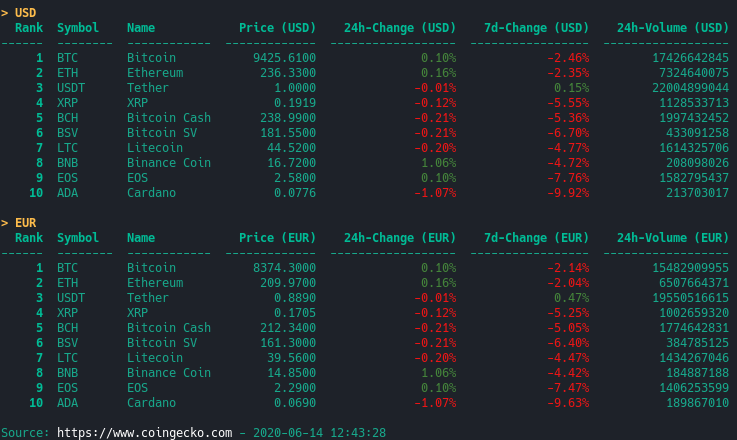 > USD
Rank Symbol Name Price (USD) 24h-Change (USD) 7d-Change (USD) 24h-Volume (USD)
------ -------- ------------ ------------- ------------------ ----------------- ------------------
1 BTC Bitcoin 9425.6100 0.10% -2.46% 17426642845
2 ETH Ethereum 236.3300 0.16% -2.35% 7324640075
3 USDT Tether 1.0000 -0.01% 0.15% 22004899044
4 XRP XRP 0.1919 -0.12% -5.55% 1128533713
5 BCH Bitcoin Cash 238.9900 -0.21% -5.36% 1997432452
6 BSV Bitcoin SV 181.5500 -0.21% -6.70% 433091258
7 LTC Litecoin 44.5200 -0.20% -4.77% 1614325706
8 BNB Binance Coin 16.7200 1.06% -4.72% 208098026
9 EOS EOS 2.5800 0.10% -7.76% 1582795437
10 ADA Cardano 0.0776 -1.07% -9.92% 213703017
> EUR
Rank Symbol Name Price (EUR) 24h-Change (EUR) 7d-Change (EUR) 24h-Volume (EUR)
------ -------- ------------ ------------- ------------------ ----------------- ------------------
1 BTC Bitcoin 8374.3000 0.10% -2.14% 15482909955
2 ETH Ethereum 209.9700 0.16% -2.04% 6507664371
3 USDT Tether 0.8890 -0.01% 0.47% 19550516615
4 XRP XRP 0.1705 -0.12% -5.25% 1002659320
5 BCH Bitcoin Cash 212.3400 -0.21% -5.05% 1774642831
6 BSV Bitcoin SV 161.3000 -0.21% -6.40% 384785125
7 LTC Litecoin 39.5600 -0.20% -4.47% 1434267046
8 BNB Binance Coin 14.8500 1.06% -4.42% 184887188
9 EOS EOS 2.2900 0.10% -7.47% 1406253599
10 ADA Cardano 0.0690 -1.07% -9.63% 189867010
Source: https://www.coingecko.com - 2020-06-14 12:43:28